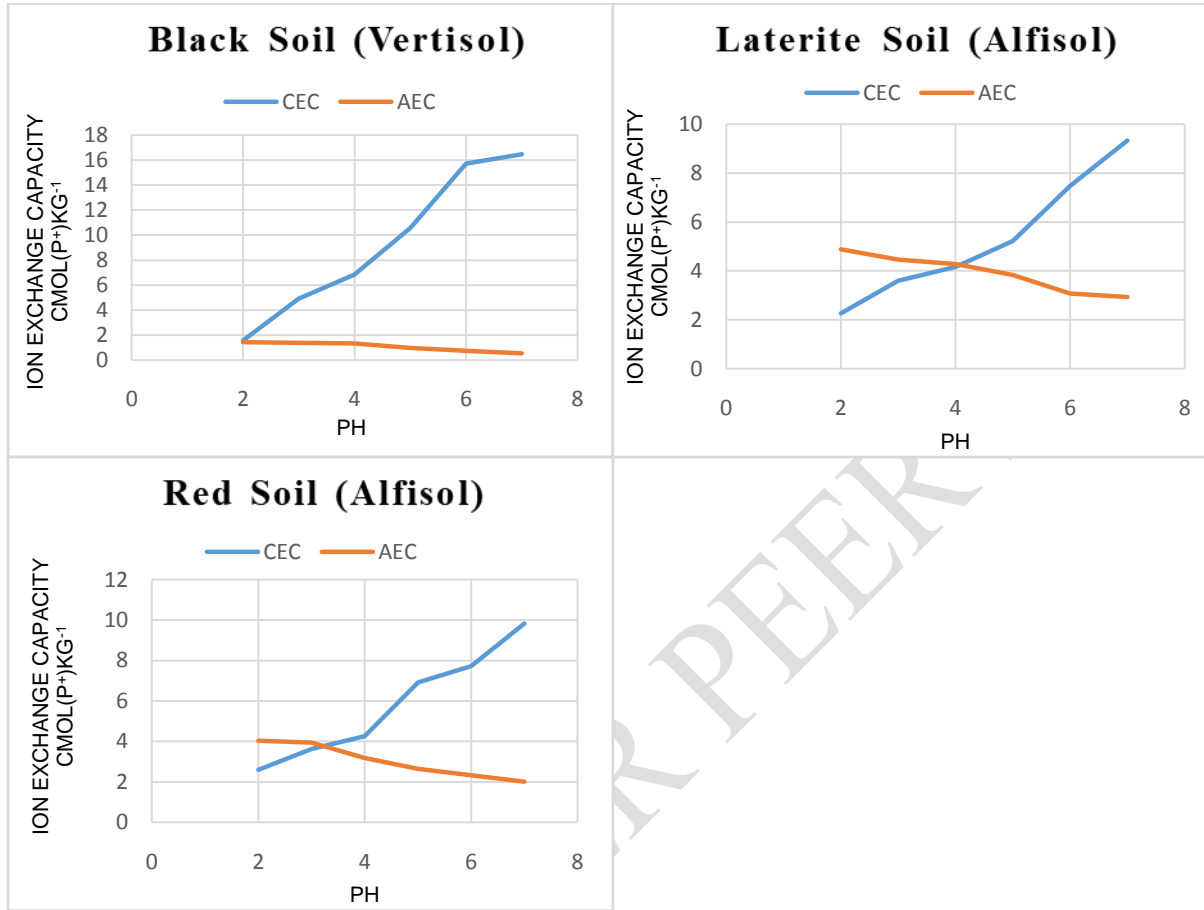 Black Soil (Vertisol)
CEC AEC
ION EXCHANGE CAPACITY
CMOL(P⁺)KG⁻¹
18
16
14
12
10
8
6
4
2
0
0 2 4 6 8
PH
Laterite Soil (Alfisol)
CEC AEC
ION EXCHANGE CAPACITY
CMOL(P⁺)KG⁻¹
10
8
6
4
2
0
0 2 4 6 8
PH
Red Soil (Alfisol)
CEC AEC
ION EXCHANGE CAPACITY
CMOL(P⁺)KG⁻¹
12
10
8
6
4
2
0
0 2 4 6 8
PH
PEER